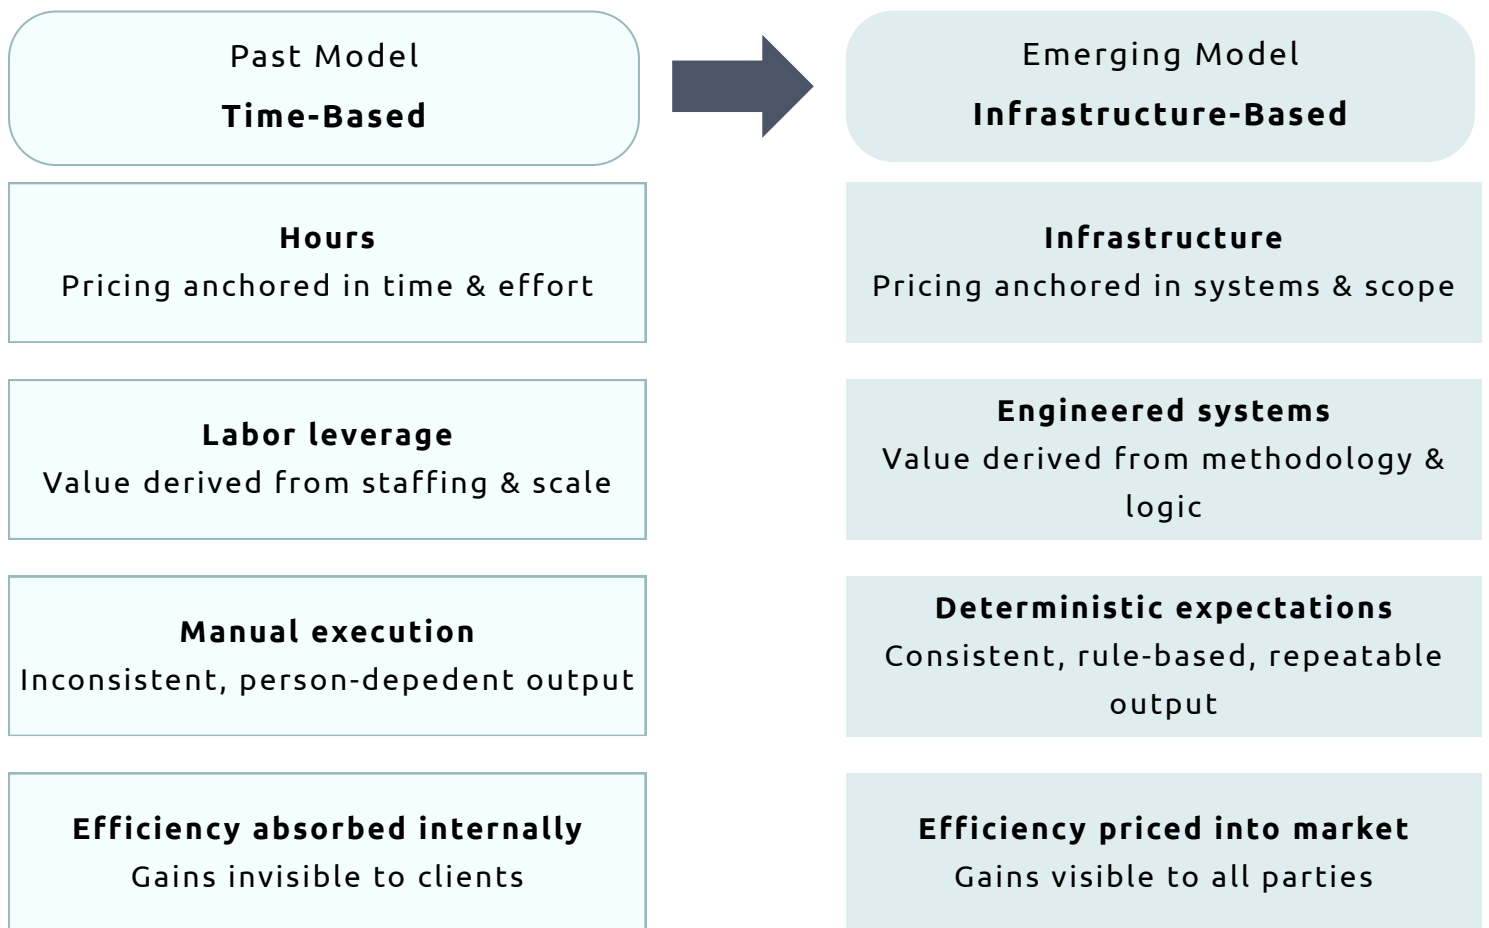 Past Model
Time-Based
Emerging Model
Infrastructure-Based
Hours
Pricing anchored in time & effort
Infrastructure
Pricing anchored in systems & scope
Labor leverage
Value derived from staffing & scale
Engineered systems
Value derived from methodology &
logic
Manual execution
Inconsistent, person-depedent output
Deterministic expectations
Consistent, rule-based, repeatable
output
Efficiency absorbed internally
Gains invisible to clients
Efficiency priced into market
Gains visible to all parties